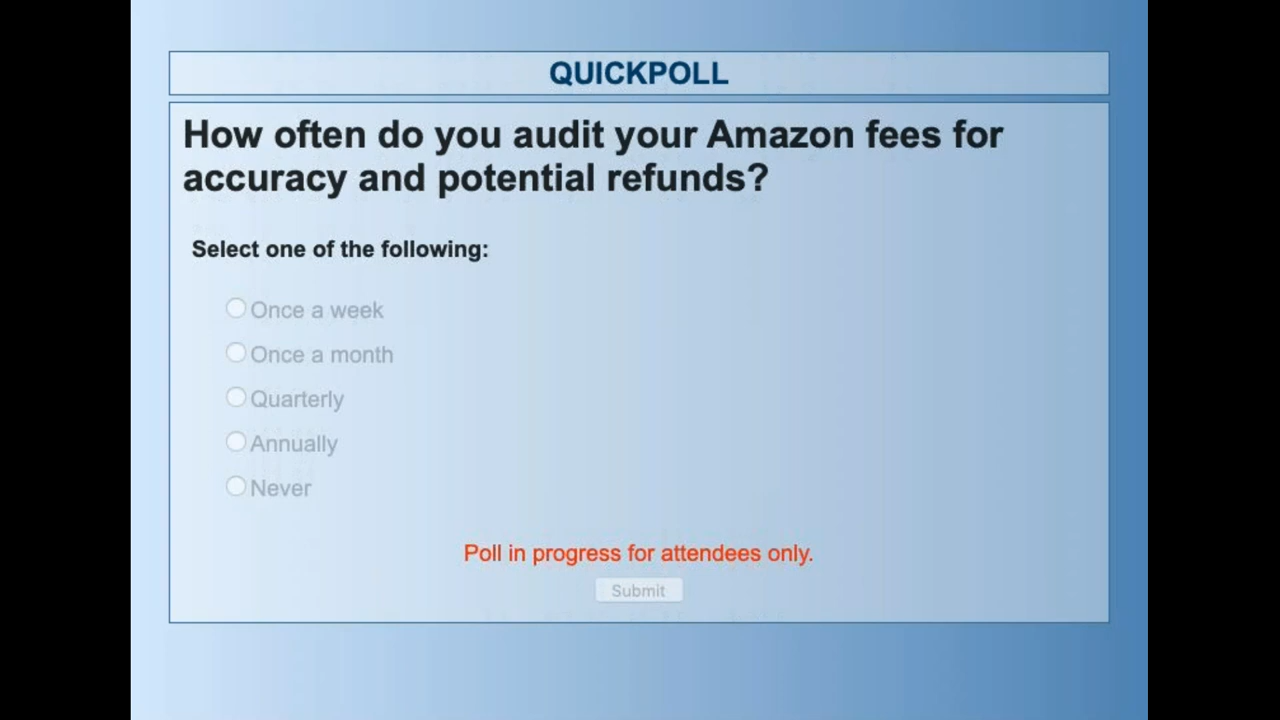 QUICKPOLL
How often do you audit your Amazon fees for
accuracy and potential refunds?
Select one of the following:
Once a week
Once a month
Quarterly
Annually
Never
Poll in progress for attendees only.
Submit